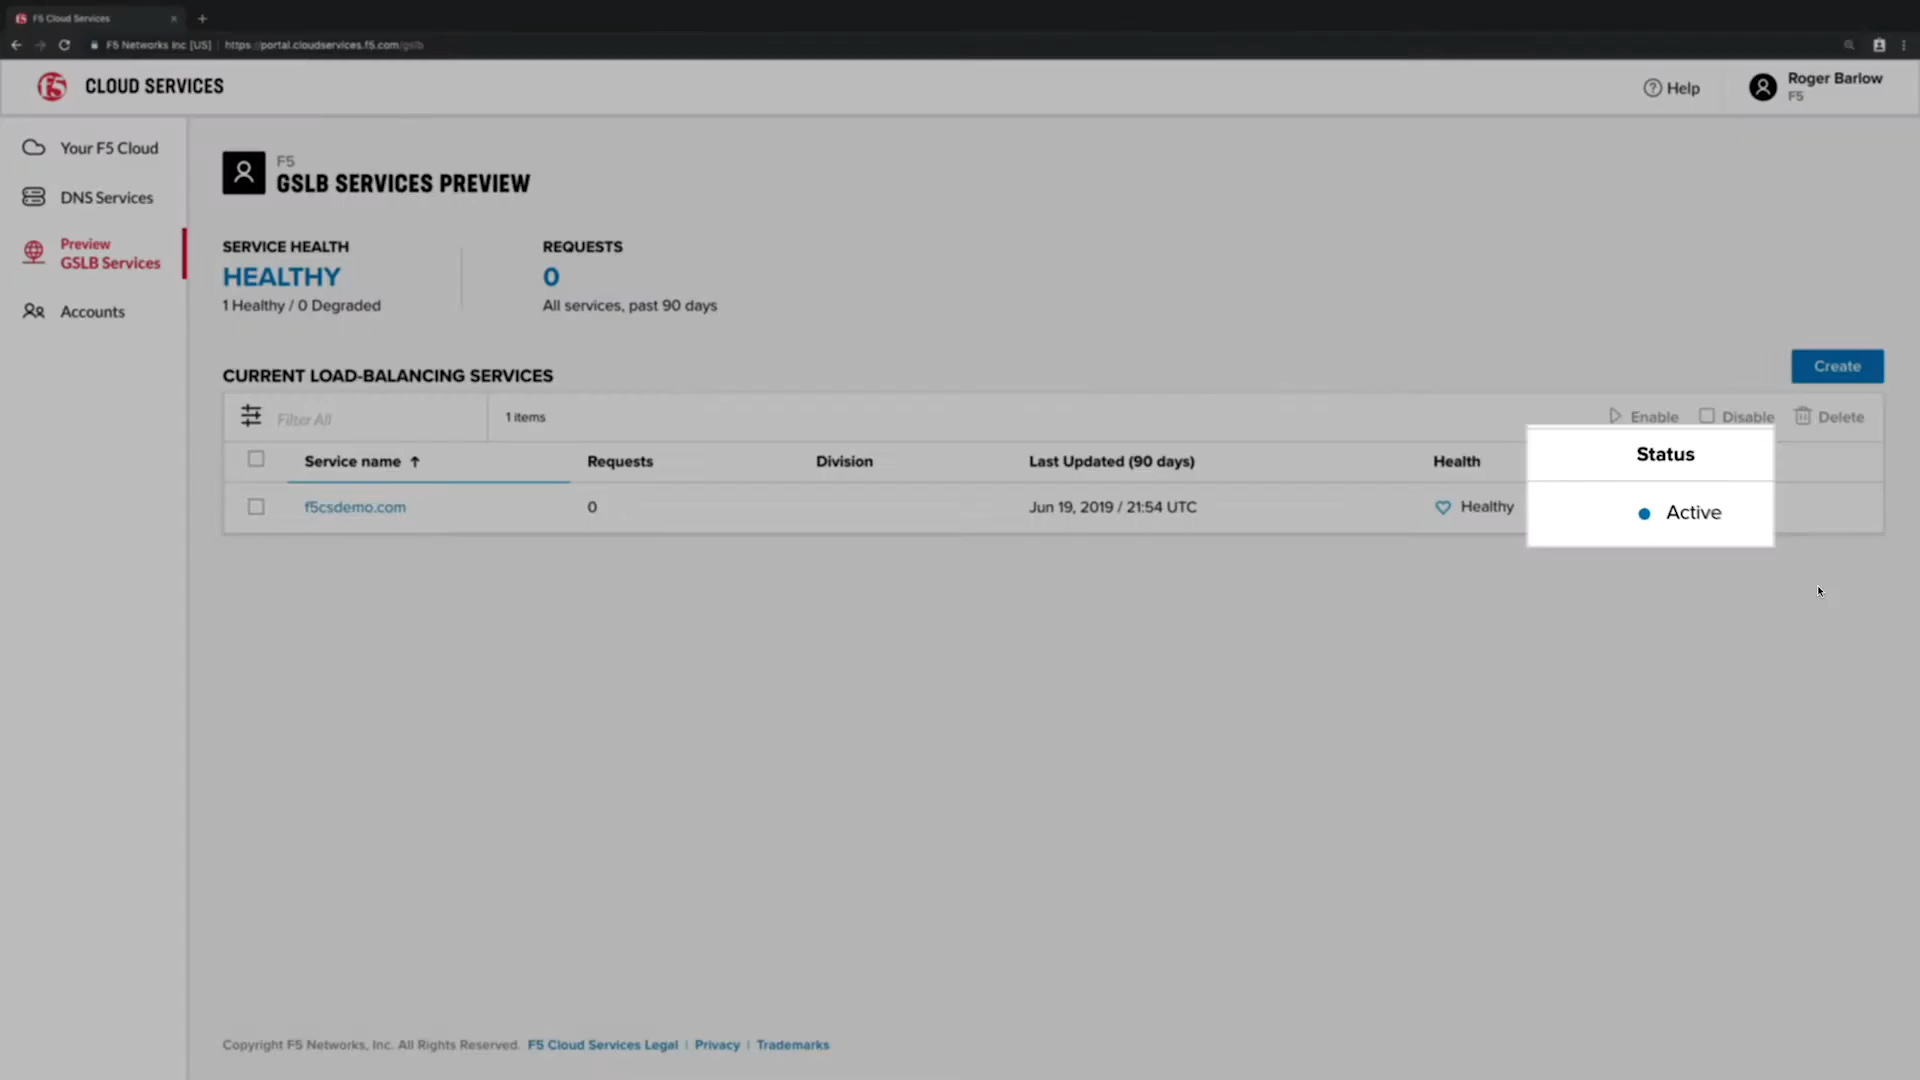 F5 Cloud Services
F5 Networks Inc [US] https://portal.cloudservices.f5.com/gslb
CLOUD SERVICES
Help
Roger Barlow
F5
Your F5 Cloud
DNS Services
Preview
GSLB Services
Accounts
F5
GSLB SERVICES PREVIEW
SERVICE HEALTH
HEALTHY
1 Healthy / 0 Degraded
REQUESTS
0
All services, past 90 days
CURRENT LOAD-BALANCING SERVICES
Create
Filter All
1 items
Enable
Disable
Delete
Service name ↑ Requests Division Last Updated (90 days) Health Status
f5csdemo.com 0 Jun 19, 2019 / 21:54 UTC Healthy Active
Copyright F5 Networks, Inc. All Rights Reserved. F5 Cloud Services Legal | Privacy | Trademarks